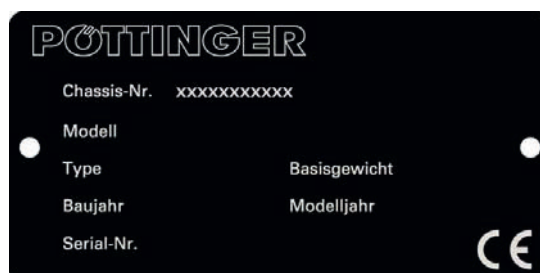 PÖTTINGER
Chassis-Nr. xxxxxxxxxxx
Modell
Type Basisgewicht
Baujahr Modelljahr
Serial-Nr.
CE